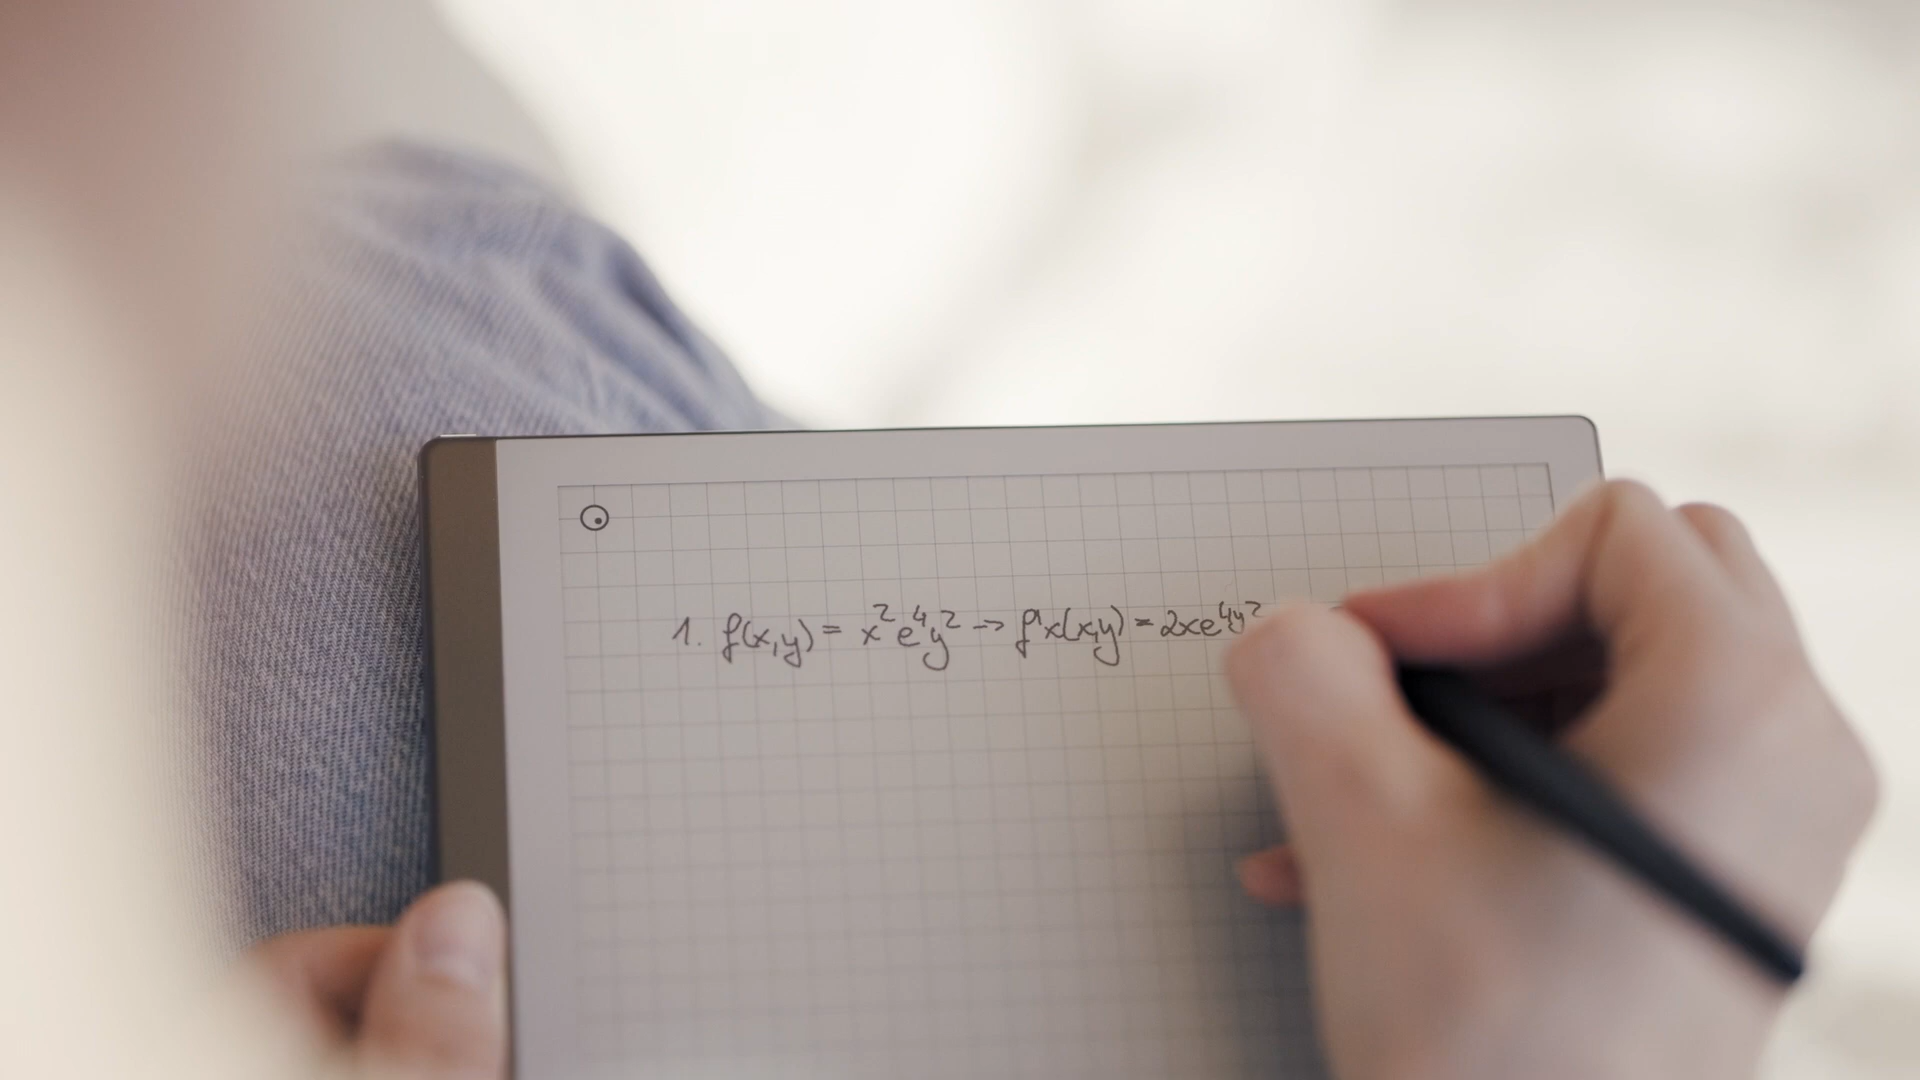 1. f(x,y) = x²e⁴y² → f'x(x,y) = 2xe⁴ʸ²